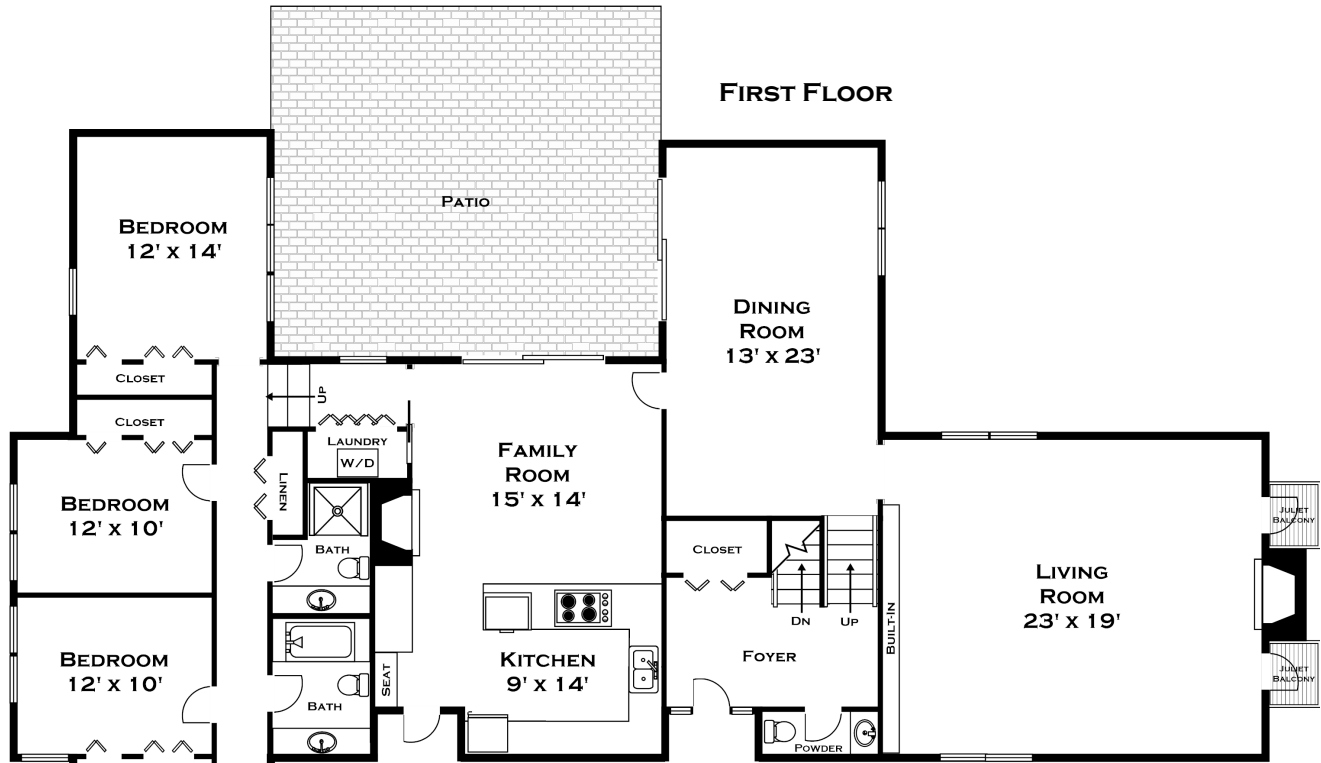 FIRST FLOOR
PATIO
BEDROOM
12' X 14'
DINING
ROOM
13' X 23'
CLOSET
UP
CLOSET
LAUNDRY
W/D
FAMILY
ROOM
15' X 14'
LINEN
BEDROOM
12' X 10'
JULIET
BALCONY
BATH
CLOSET
LIVING
ROOM
23' X 19'
DN
UP
BUILT-IN
BEDROOM
12' X 10'
KITCHEN
9' X 14'
FOYER
SEAT
JULIET
BALCONY
BATH
POWDER